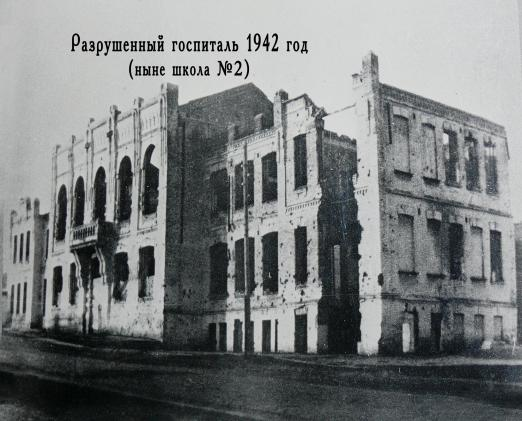 Разрушенный госпиталь 1942 год
(ныне школа №2)